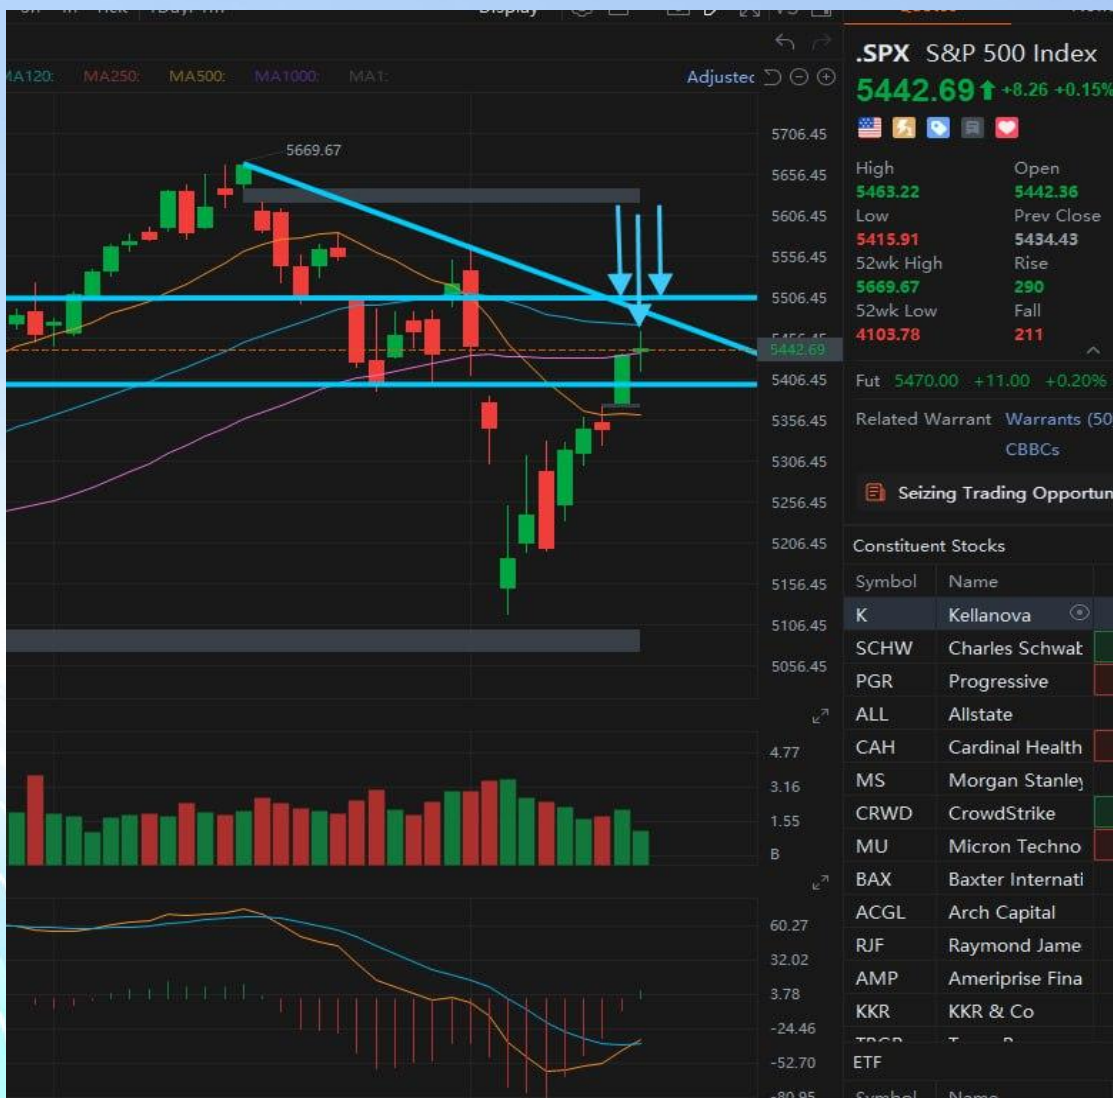 Display
MA120: MA250: MA500: MA1000: MA1: Adjusted
5669.67
5706.45
5656.45
5606.45
5556.45
5506.45
5442.69
5406.45
5356.45
5306.45
5256.45
5206.45
5156.45
5106.45
5056.45
4.77
3.16
1.55
B
60.27
32.02
3.78
-24.46
-52.70
-80.95
.SPX S&P 500 Index
5442.69 +8.26 +0.15%
High Open
5463.22 5442.36
Low Prev Close
5415.91 5434.43
52wk High Rise
5669.67 290
52wk Low Fall
4103.78 211
Fut 5470.00 +11.00 +0.20%
Related Warrant Warrants (50
CBBCs
Seizing Trading Opportun
Constituent Stocks
Symbol Name
K Kellanova
SCHW Charles Schwab
PGR Progressive
ALL Allstate
CAH Cardinal Health
MS Morgan Stanley
CRWD CrowdStrike
MU Micron Techno
BAX Baxter Internati
ACGL Arch Capital
RJF Raymond Jame
AMP Ameriprise Fina
KKR KKR & Co
ETF
Symbol Name